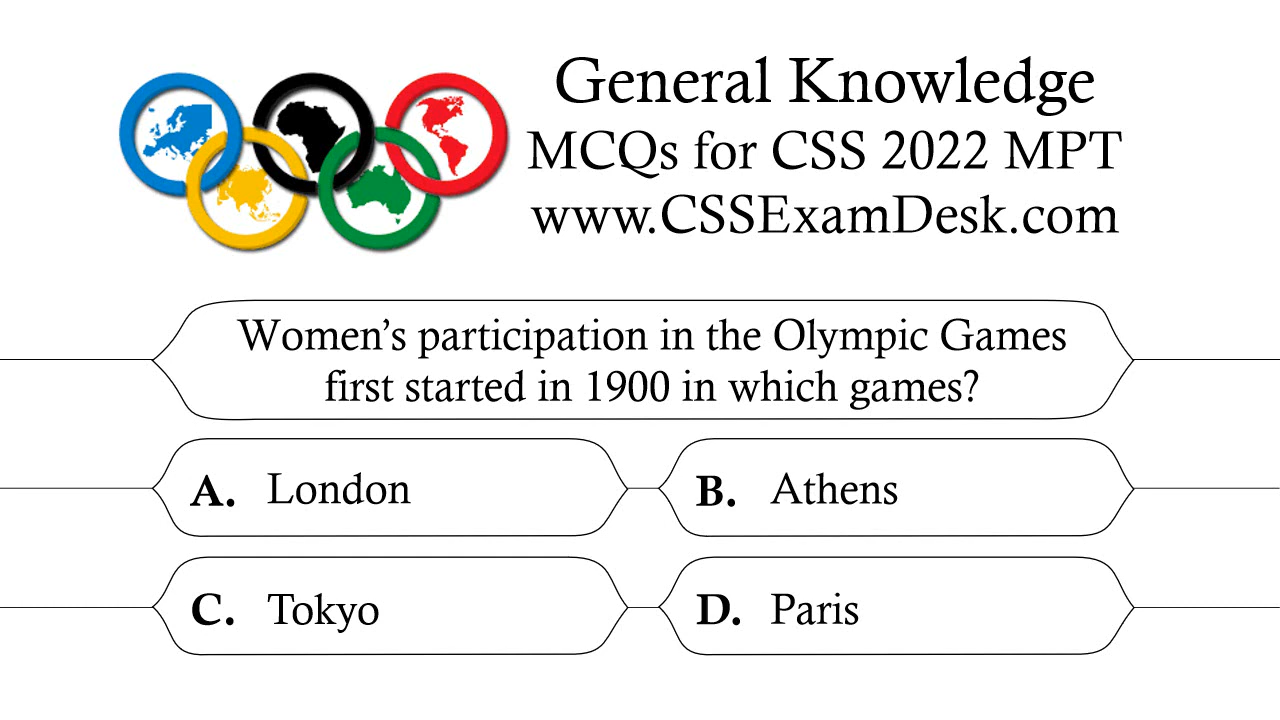 General Knowledge
MCQs for CSS 2022 MPT
www.CSSExamDesk.com
Women’s participation in the Olympic Games
first started in 1900 in which games?
A. London
B. Athens
C. Tokyo
D. Paris